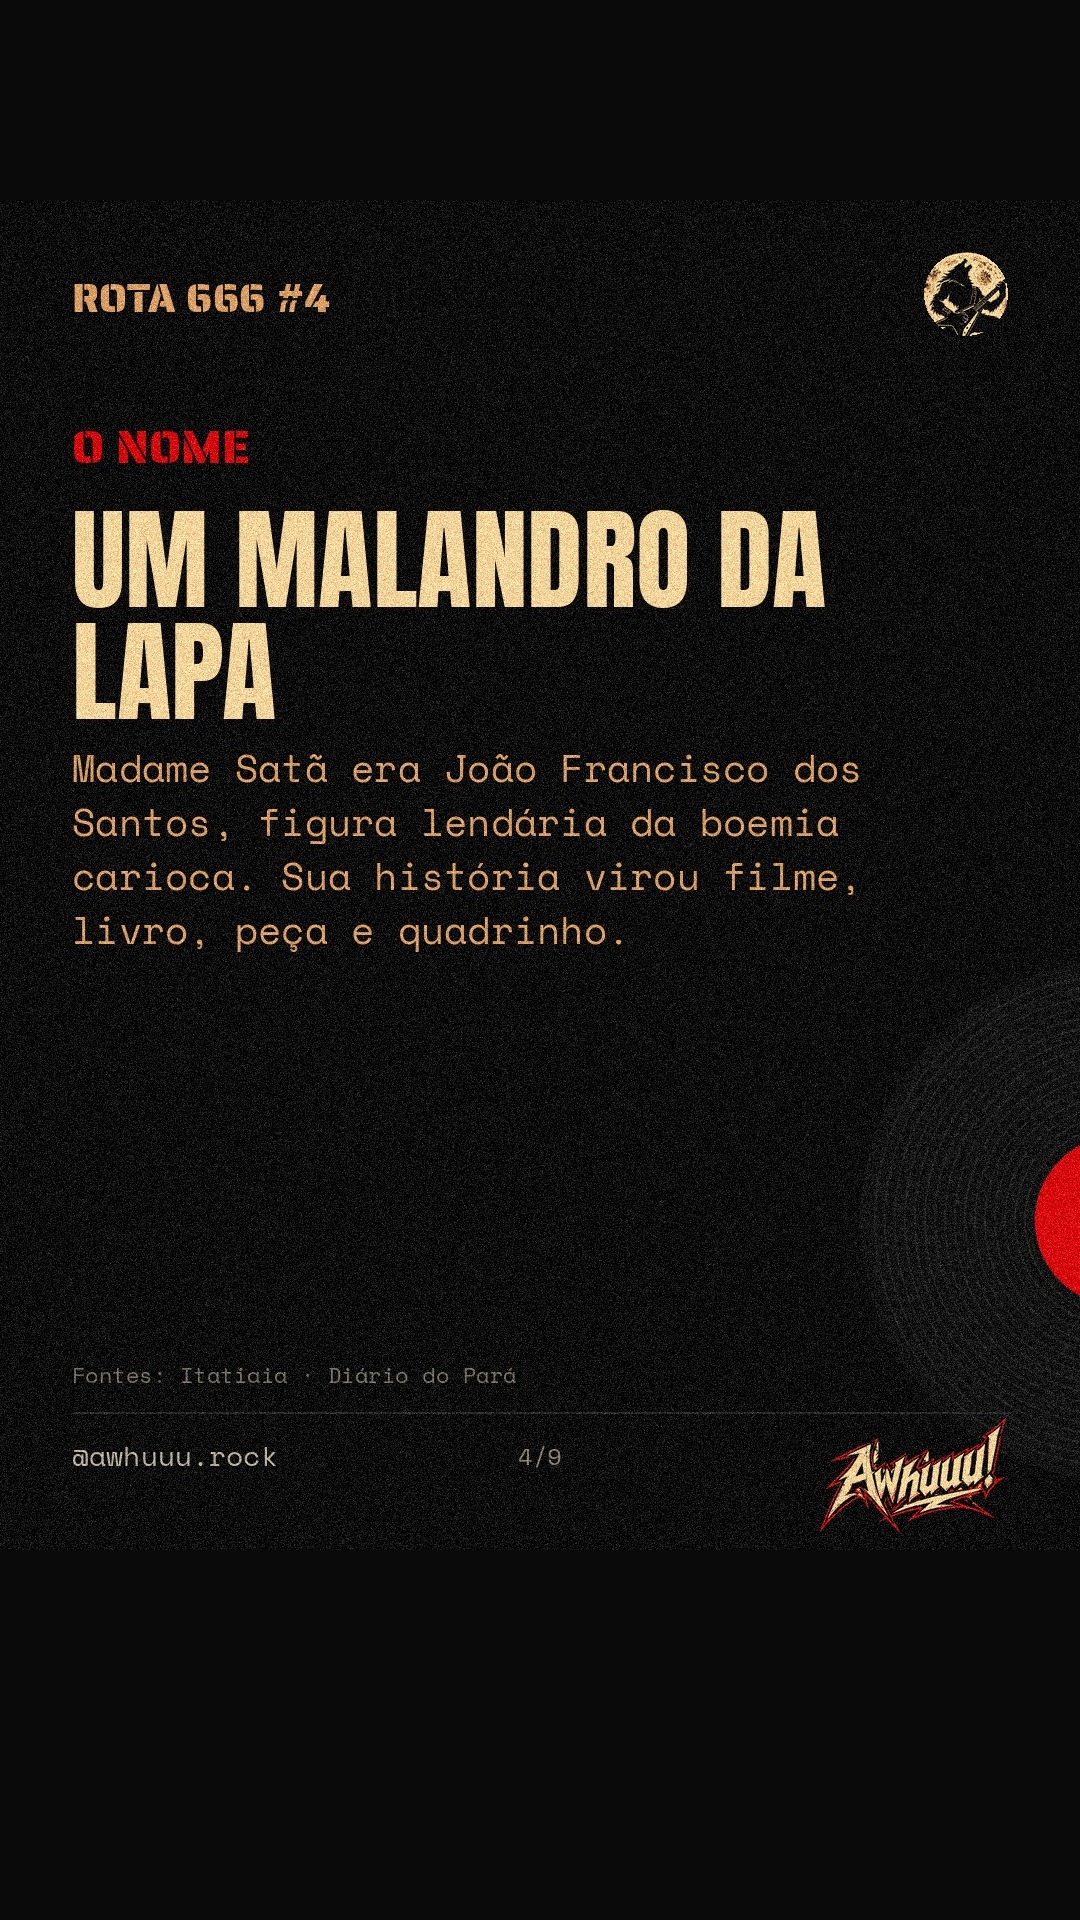 ROTA 666 #4
O NOME
UM MALANDRO DA
LAPA
Madame Satã era João Francisco dos
Santos, figura lendária da boemia
carioca. Sua história virou filme,
livro, peça e quadrinho.
Fontes: Itatiaia · Diário do Pará
@awhuuu.rock
4/9
Awhuuu!